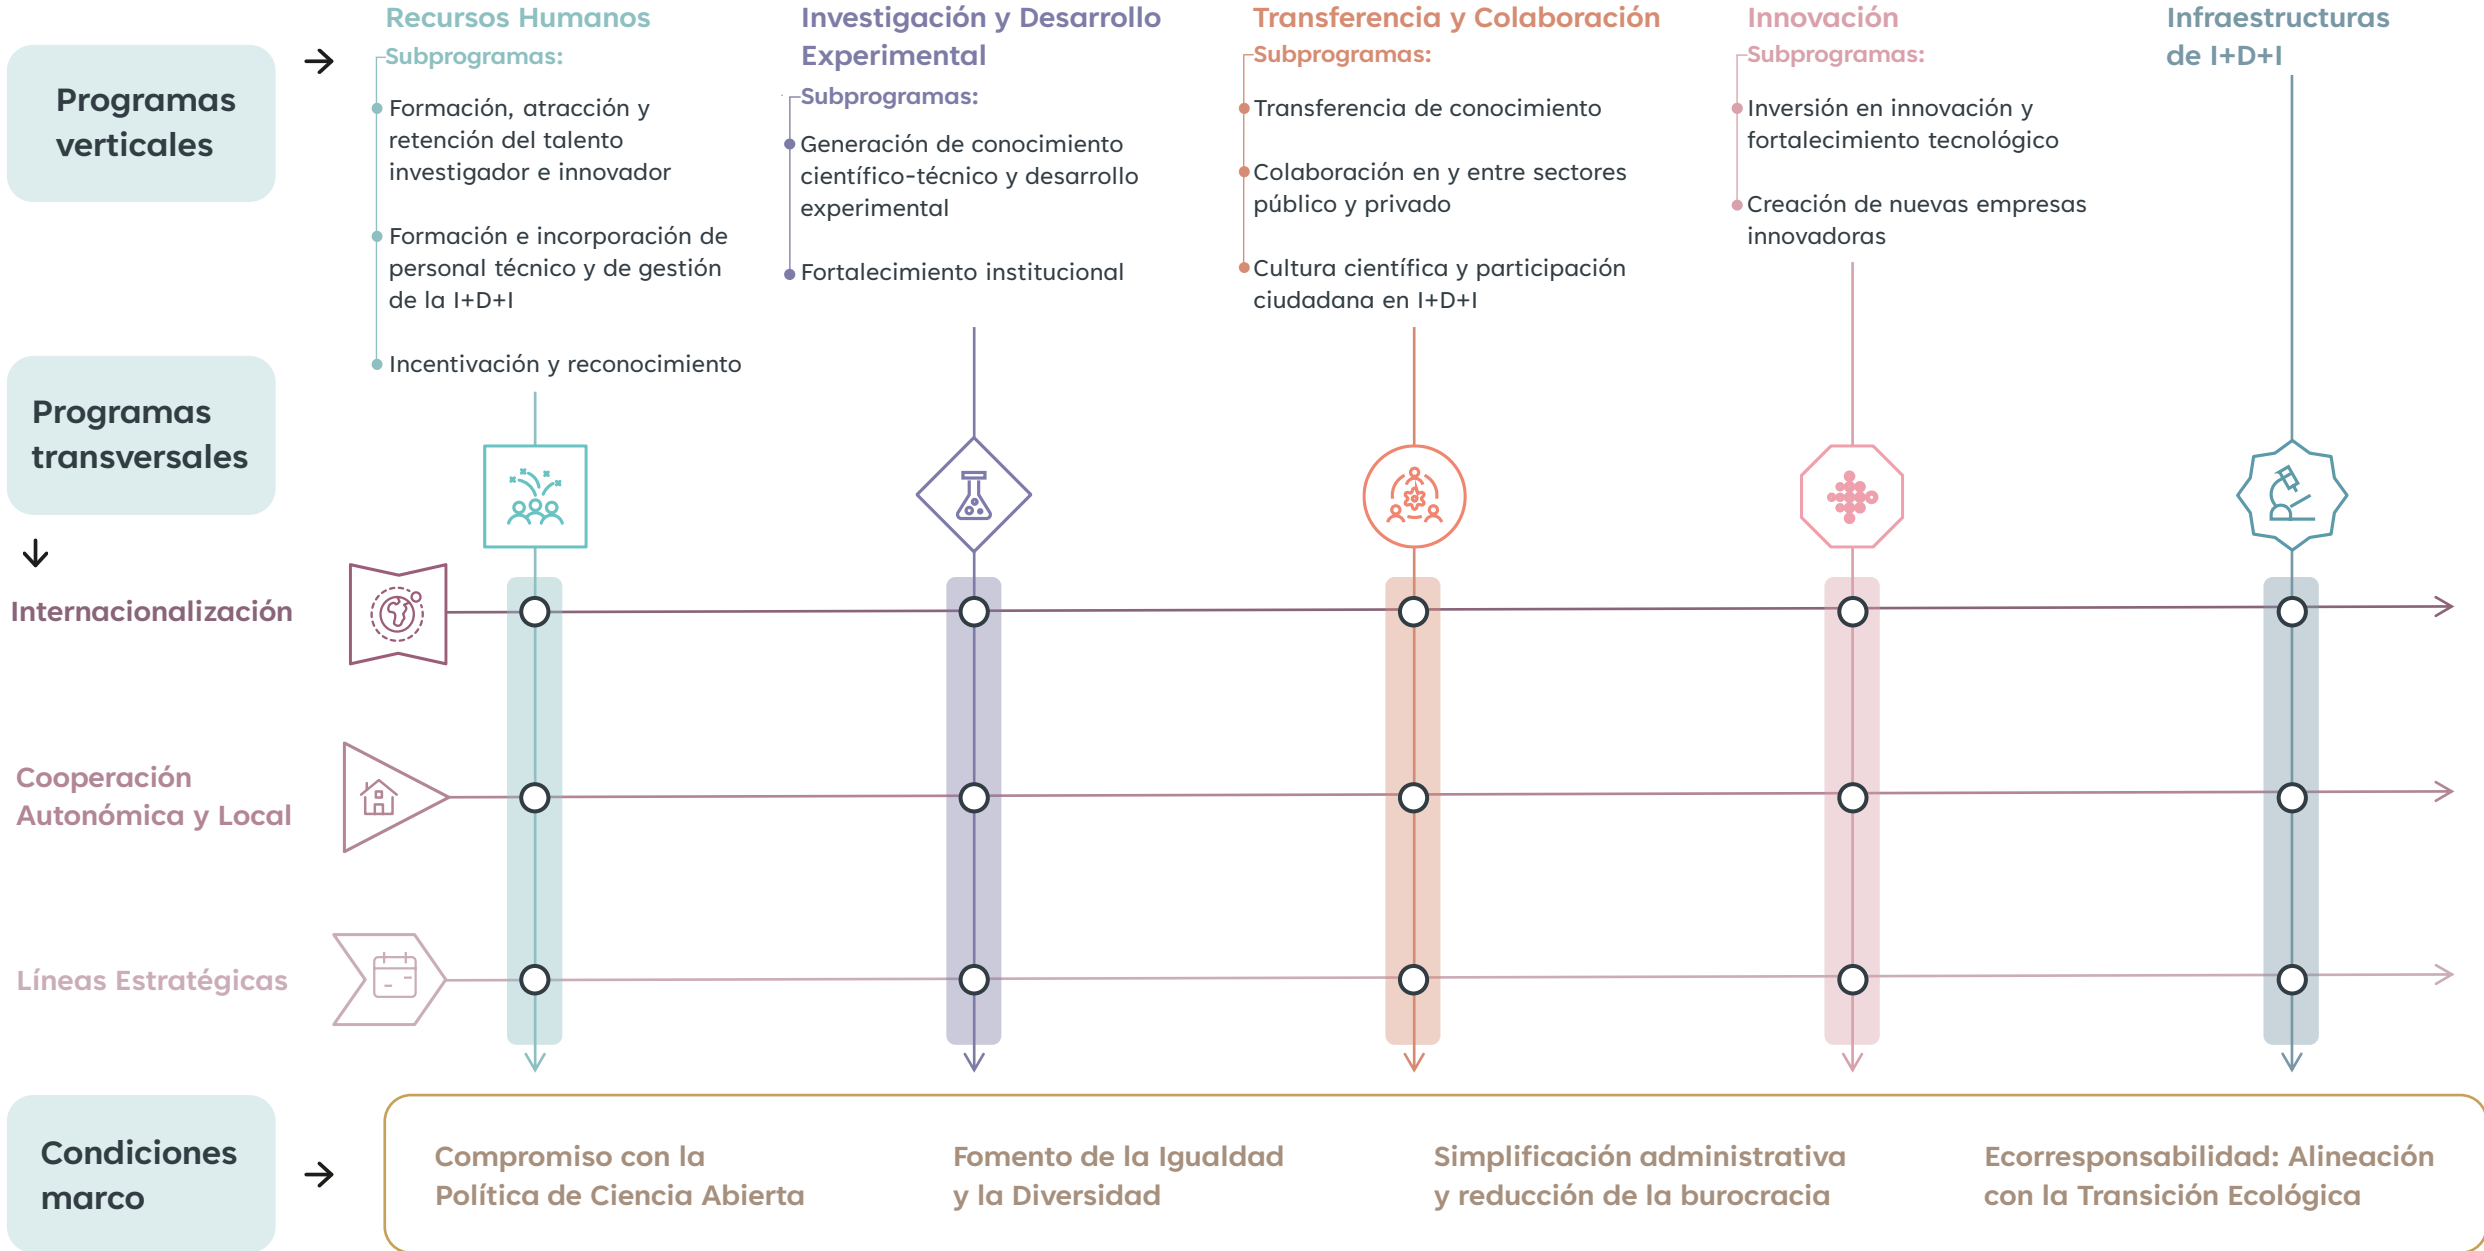 Programas
verticales
Recursos Humanos
Subprogramas:
Formación, atracción y
retención del talento
investigador e innovador
Formación e incorporación de
personal técnico y de gestión
de la I+D+I
Incentivación y reconocimiento
Investigación y Desarrollo
Experimental
Subprogramas:
Generación de conocimiento
científico-técnico y desarrollo
experimental
Fortalecimiento institucional
Transferencia y Colaboración
Subprogramas:
Transferencia de conocimiento
Colaboración en y entre sectores
público y privado
Cultura científica y participación
ciudadana en I+D+I
Innovación
Subprogramas:
Inversión en innovación y
fortalecimiento tecnológico
Creación de nuevas empresas
innovadoras
Infraestructuras
de I+D+I
Programas
transversales
Internacionalización
Cooperación
Autonómica y Local
Líneas Estratégicas
Condiciones
marco
Compromiso con la
Política de Ciencia Abierta
Fomento de la Igualdad
y la Diversidad
Simplificación administrativa
y reducción de la burocracia
Ecorresponsabilidad: Alineación
con la Transición Ecológica